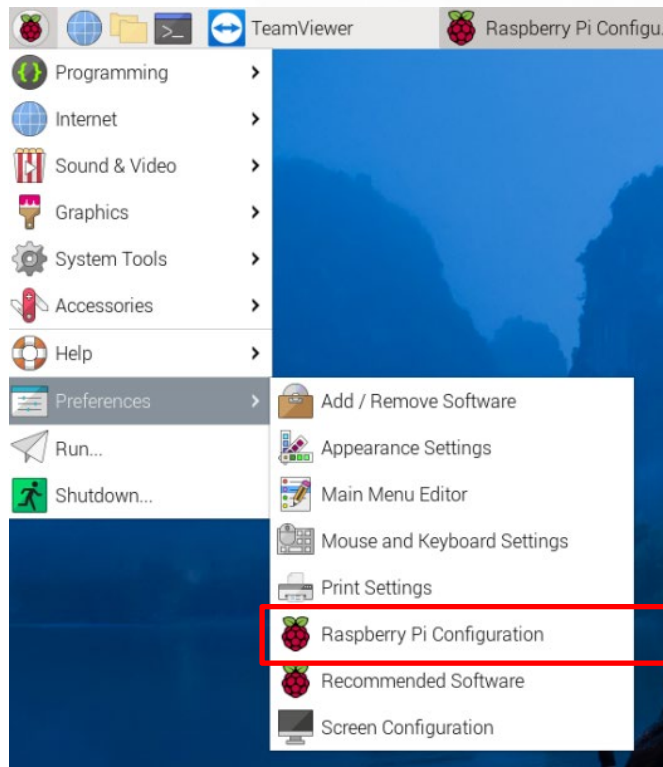 TeamViewer
Raspberry Pi Configu
Programming
Internet
Sound & Video
Graphics
System Tools
Accessories
Help
Preferences
Run...
Shutdown...
Add / Remove Software
Appearance Settings
Main Menu Editor
Mouse and Keyboard Settings
Print Settings
Raspberry Pi Configuration
Recommended Software
Screen Configuration